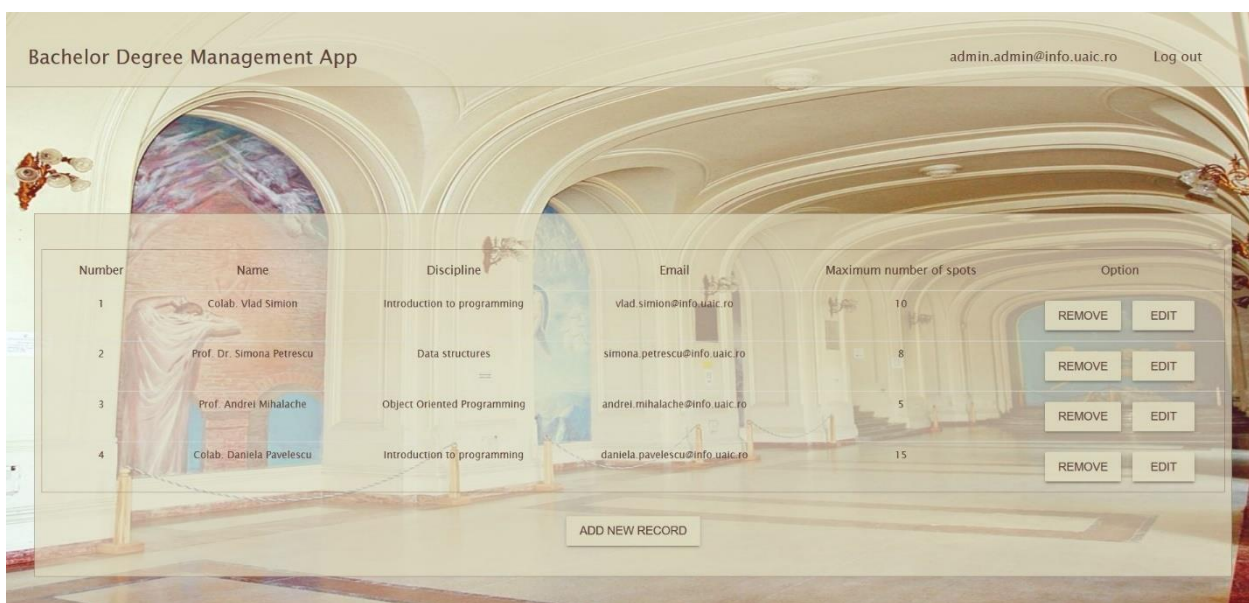 Bachelor Degree Management App admin.admin@info.uaic.ro Log out
Number Name Discipline Email Maximum number of spots Option
1 Colab. Vlad Simion Introduction to programming vlad.simion@info.uaic.ro 10 REMOVE EDIT
2 Prof. Dr. Simona Petrescu Data structures simona.petrescu@info.uaic.ro 8 REMOVE EDIT
3 Prof. Andrei Mihalache Object Oriented Programming andrei.mihalache@info.uaic.ro 5 REMOVE EDIT
4 Colab. Daniela Pavelescu Introduction to programming daniela.pavelescu@info.uaic.ro 15 REMOVE EDIT
ADD NEW RECORD